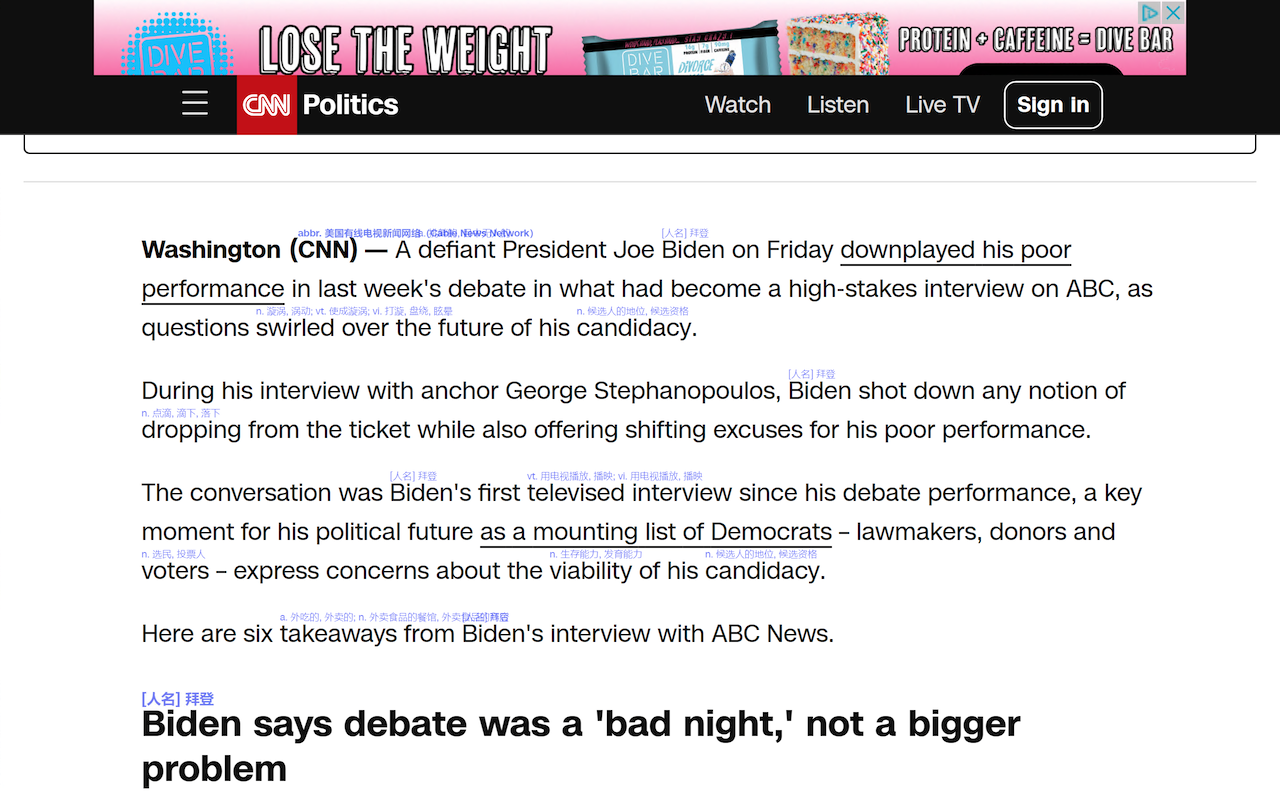 LOSE THE WEIGHT
PROTEIN + CAFFEINE = DIVE BAR
DIVE
CNN Politics
Watch
Listen
Live TV
Sign in
abbr. 美国有线电视新闻网络 (Cable News Network)
[人名] 拜登
Washington (CNN) — A defiant President Joe Biden on Friday downplayed his poor
performance in last week's debate in what had become a high-stakes interview on ABC, as
n. 漩涡, 涡动; vt. 使成漩涡; vi. 打漩, 盘绕, 眩晕
n. 候选人的地位, 候选资格
questions swirled over the future of his candidacy.
[人名] 拜登
During his interview with anchor George Stephanopoulos, Biden shot down any notion of
n. 点滴, 滴下, 落下
dropping from the ticket while also offering shifting excuses for his poor performance.
[人名] 拜登
vt. 用电视播放, 播映; vi. 用电视播放, 播映
The conversation was Biden's first televised interview since his debate performance, a key
moment for his political future as a mounting list of Democrats – lawmakers, donors and
n. 选民, 投票人
n. 生存能力, 发育能力
n. 候选人的地位, 候选资格
voters – express concerns about the viability of his candidacy.
a. 外吃的, 外卖的; n. 外卖食品的餐馆, 外卖
Here are six takeaways from Biden's interview with ABC News.
[人名] 拜登
Biden says debate was a 'bad night,' not a bigger
problem